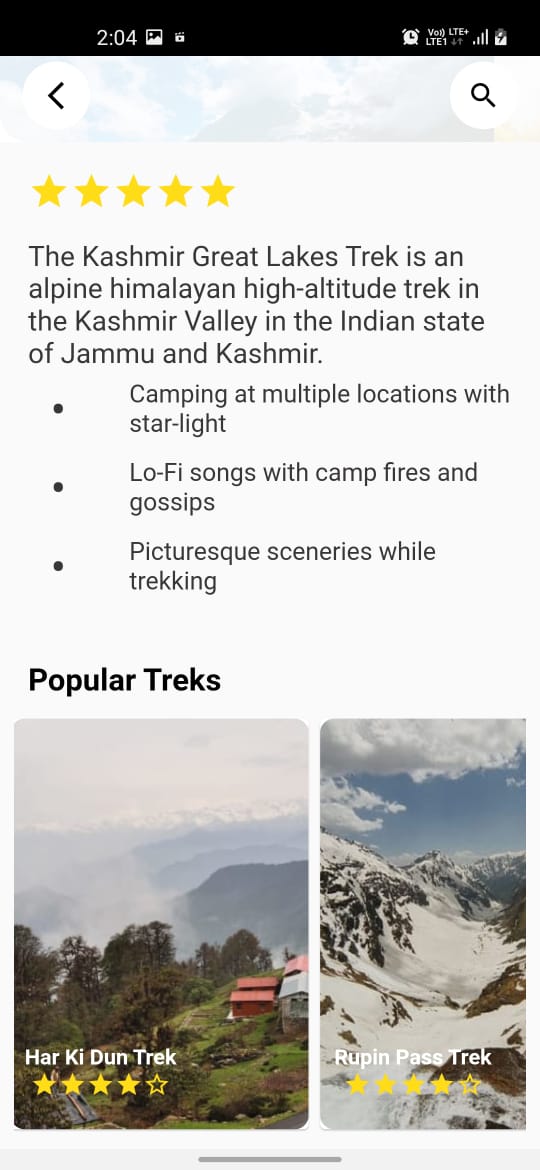 2:04
Vo)) LTE+
LTE1
The Kashmir Great Lakes Trek is an
alpine himalayan high-altitude trek in
the Kashmir Valley in the Indian state
of Jammu and Kashmir.
• Camping at multiple locations with
star-light
• Lo-Fi songs with camp fires and
gossips
• Picturesque sceneries while
trekking
Popular Treks
Har Ki Dun Trek
Rupin Pass Trek